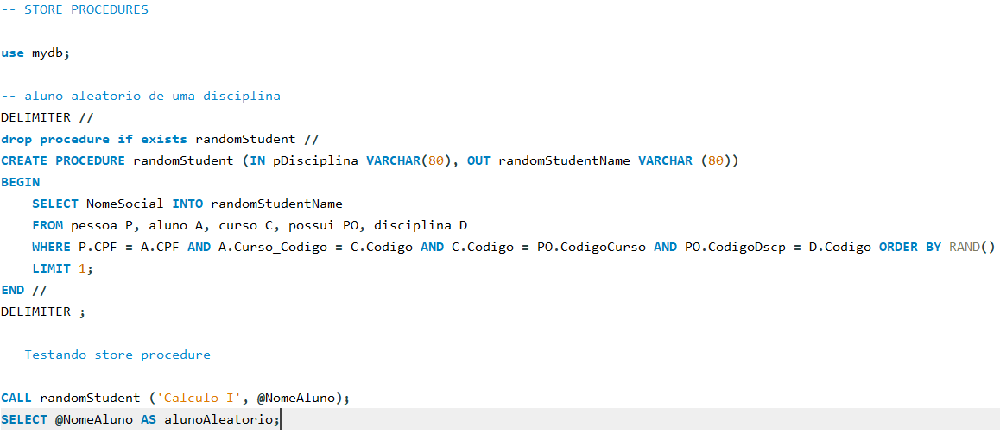 -- STORE PROCEDURES
use mydb;
-- aluno aleatorio de uma disciplina
DELIMITER //
drop procedure if exists randomStudent //
CREATE PROCEDURE randomStudent (IN pDisciplina VARCHAR(80), OUT randomStudentName VARCHAR (80))
BEGIN
    SELECT NomeSocial INTO randomStudentName
    FROM pessoa P, aluno A, curso C, possui PO, disciplina D
    WHERE P.CPF = A.CPF AND A.Curso_Codigo = C.Codigo AND C.Codigo = PO.CodigoCurso AND PO.CodigoDscp = D.Codigo ORDER BY RAND()
    LIMIT 1;
END //
DELIMITER ;
-- Testando store procedure
CALL randomStudent ('Calculo I', @NomeAluno);
SELECT @NomeAluno AS alunoAleatorio;